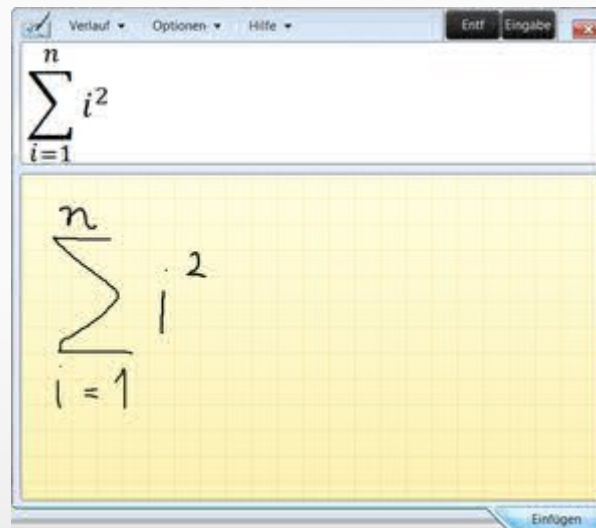 Verlauf Optionen Hilfe Entf Eingabe
n
∑ i²
i=1
n
∑ i²
i = 1
Einfügen